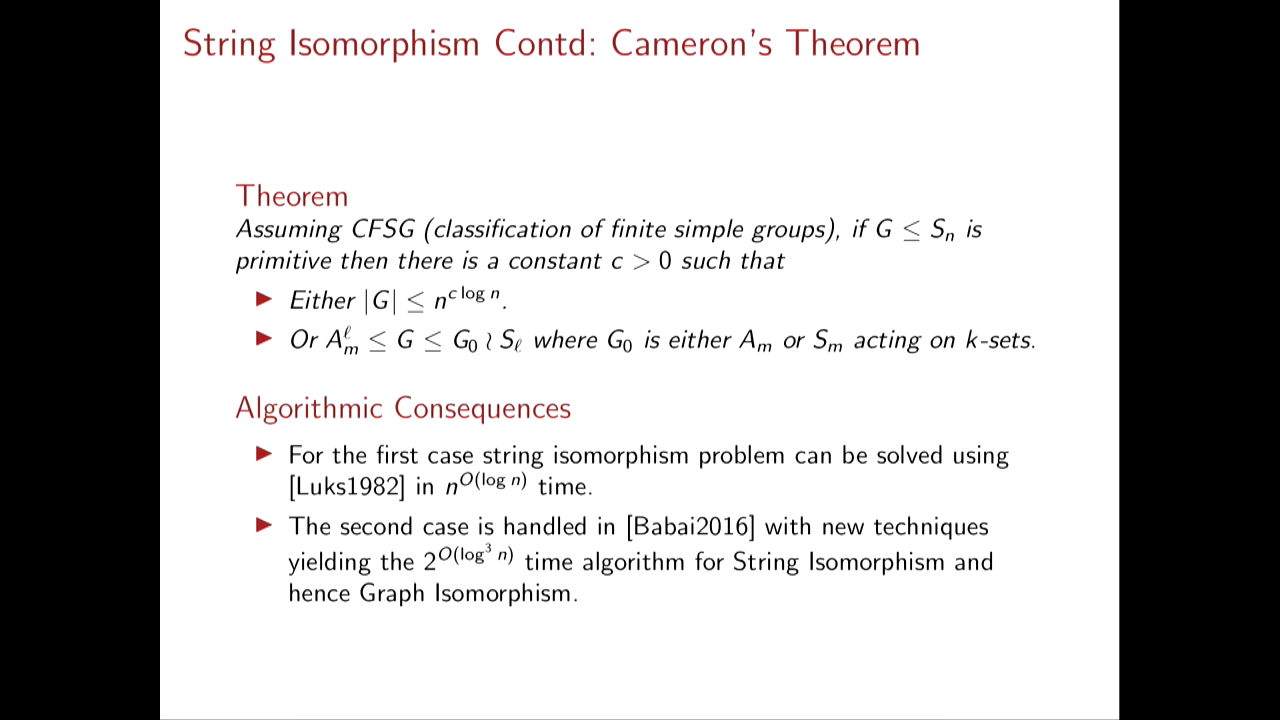 String Isomorphism Contd: Cameron's Theorem
Theorem
Assuming CFSG (classification of finite simple groups), if G ≤ Sₙ is
primitive then there is a constant c > 0 such that
▶ Either |G| ≤ n^{c log n}.
▶ Or A_m^ℓ ≤ G ≤ G₀ ≀ S_ℓ where G₀ is either A_m or S_m acting on k-sets.
Algorithmic Consequences
▶ For the first case string isomorphism problem can be solved using
[Luks1982] in n^{O(log n)} time.
▶ The second case is handled in [Babai2016] with new techniques
yielding the 2^{O(log³ n)} time algorithm for String Isomorphism and
hence Graph Isomorphism.